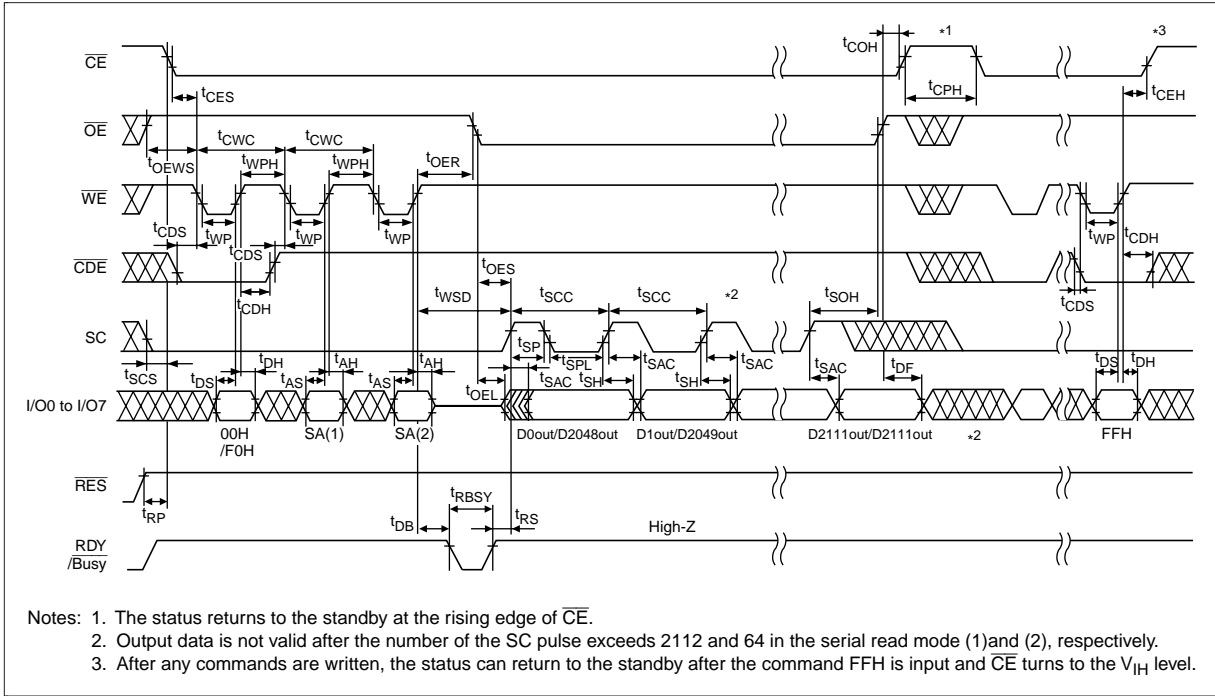 CE
tCOH
*1
*3
tCPH
tCES
tCEH
OE
tOEWS
tCWC
tCWC
tWPH
tWPH
tOER
WE
tCDS
tWP
tCDS
tWP
tWP
tWP
tCDH
CDE
tCDH
tOES
tCDS
tWSD
tSCC
tSCC
*2
tSOH
SC
tSCS
tDS
tDH
tAS
tAH
tAS
tAH
tOEL
tSP
tSPL
tSAC
tSH
tSAC
tSH
tSAC
tSAC
tDF
tDS
tDH
I/O0 to I/O7
00H
/F0H
SA(1)
SA(2)
D0out/D2048out
D1out/D2049out
D2111out/D2111out
*2
FFH
RES
tRP
tDB
tRBSY
tRS
High-Z
RDY
/Busy
Notes: 1. The status returns to the standby at the rising edge of CE.
2. Output data is not valid after the number of the SC pulse exceeds 2112 and 64 in the serial read mode (1)and (2), respectively.
3. After any commands are written, the status can return to the standby after the command FFH is input and CE turns to the VIH level.